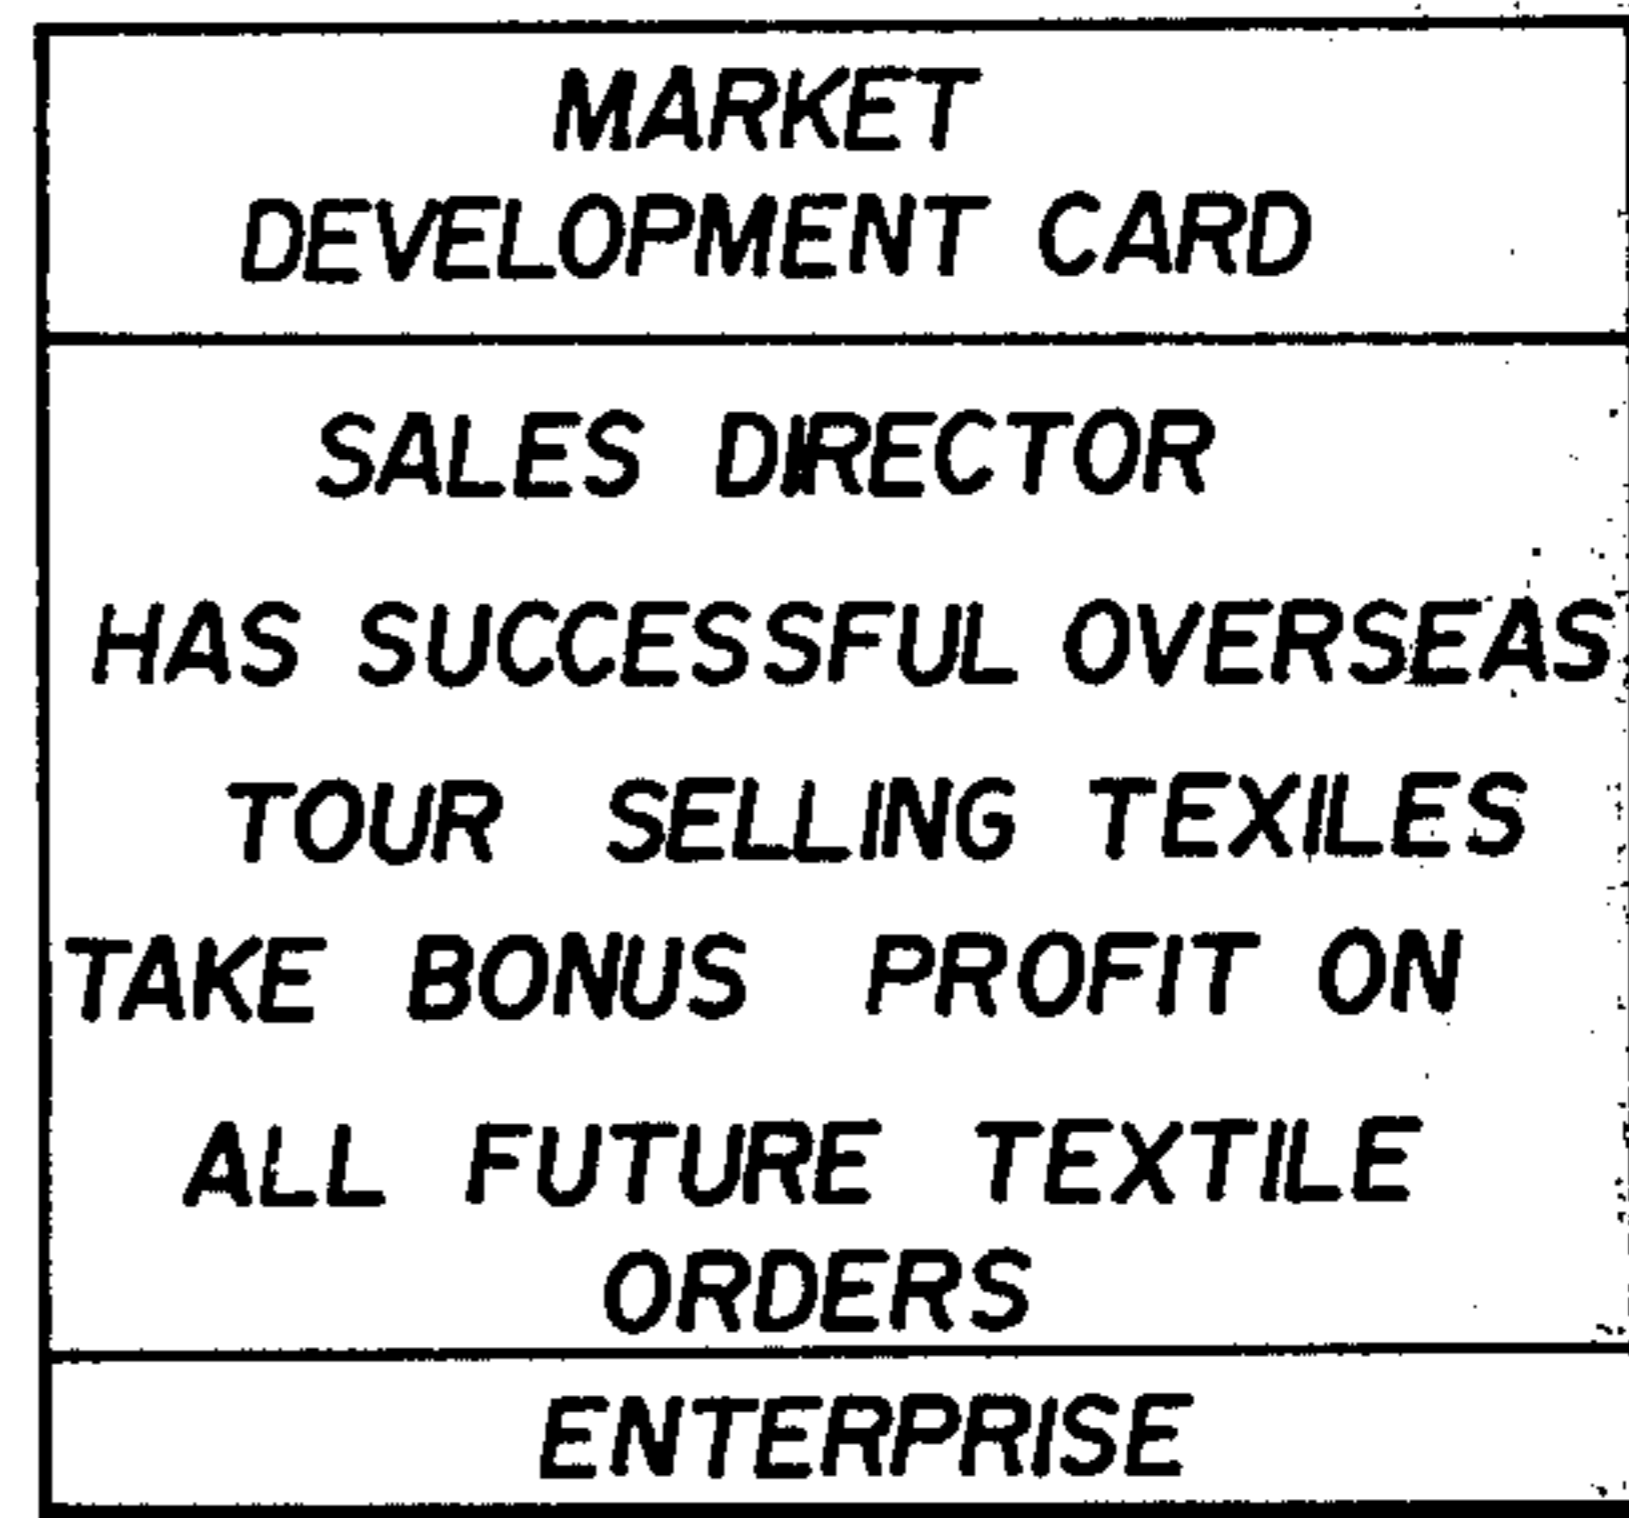 MARKET
DEVELOPMENT CARD
SALES DIRECTOR
HAS SUCCESSFUL OVERSEAS
TOUR SELLING TEXILES
TAKE BONUS PROFIT ON
ALL FUTURE TEXTILE
ORDERS
ENTERPRISE